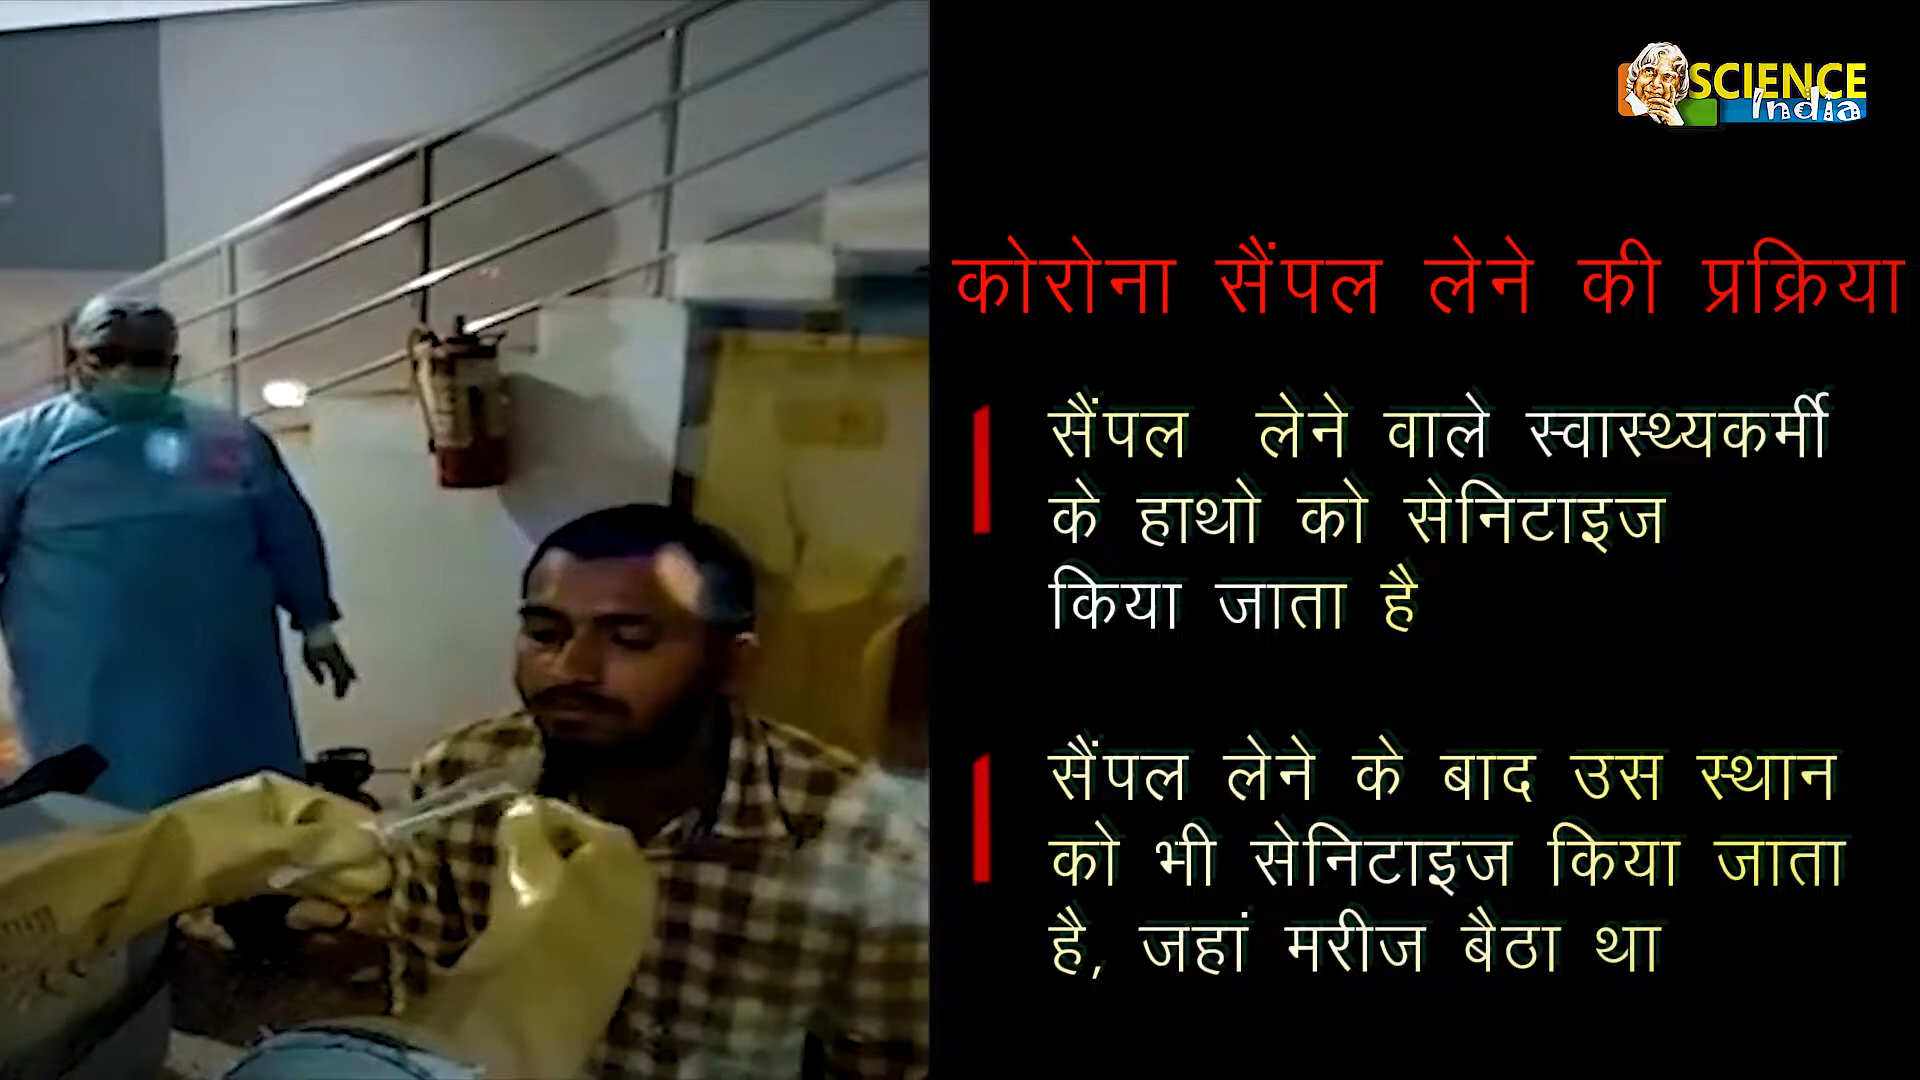 SCIENCE
India
कोरोना सैंपल लेने की प्रक्रिया
सैंपल लेने वाले स्वास्थ्यकर्मी
के हाथो को सेनिटाइज
किया जाता है
सैंपल लेने के बाद उस स्थान
को भी सेनिटाइज किया जाता
है, जहां मरीज बैठा था